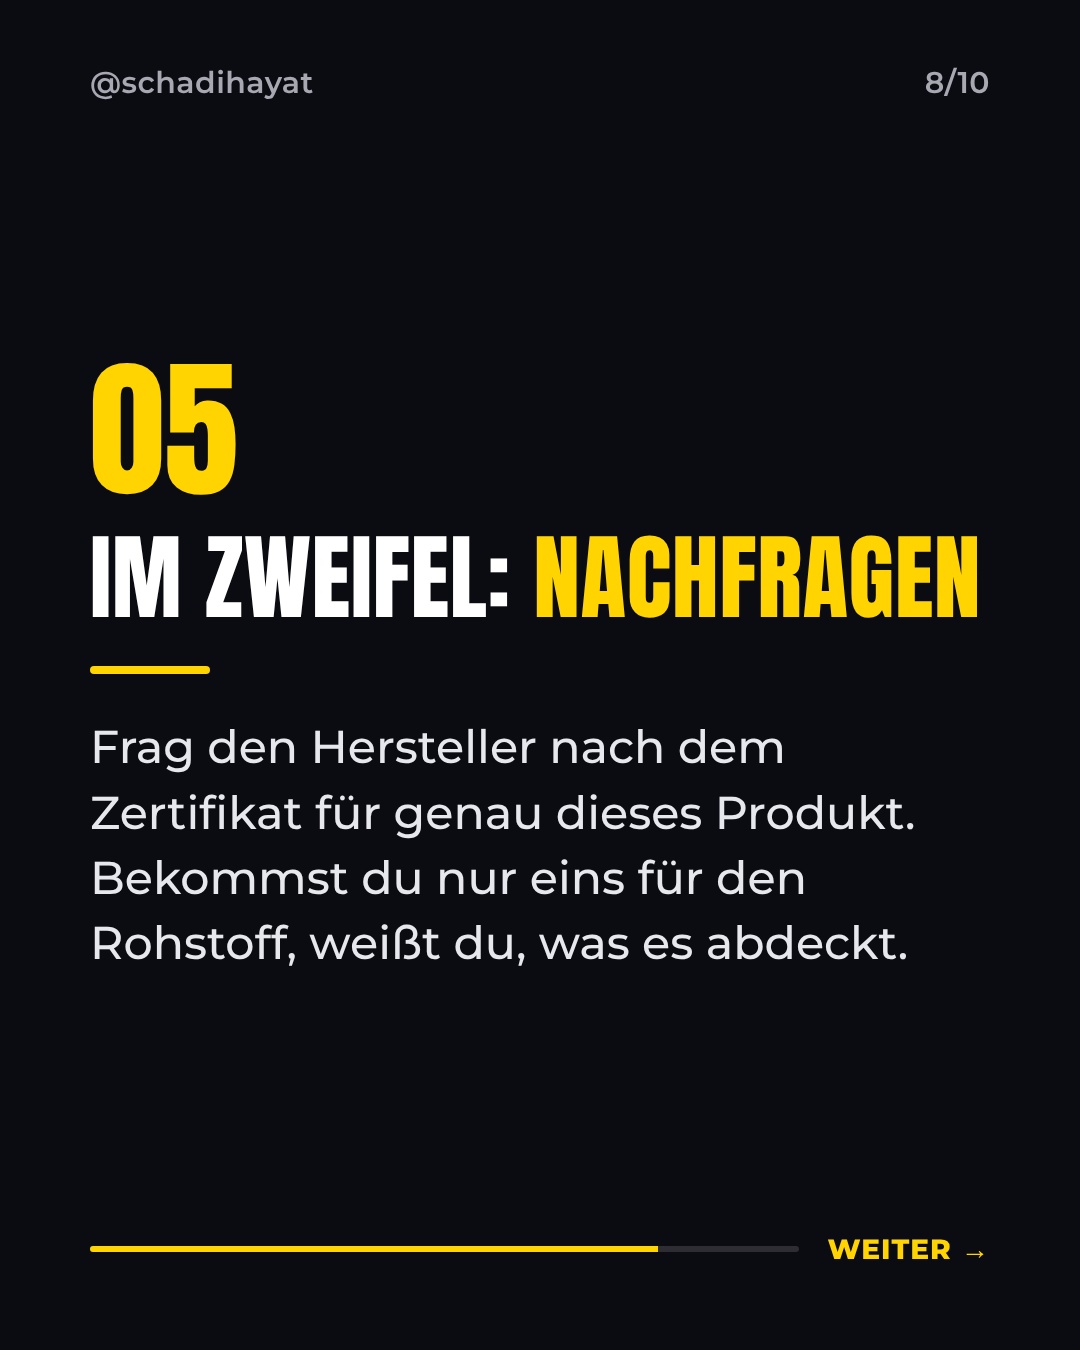 @schadihayat
8/10
05
IM ZWEIFEL: NACHFRAGEN
Frag den Hersteller nach dem
Zertifikat für genau dieses Produkt.
Bekommst du nur eins für den
Rohstoff, weißt du, was es abdeckt.
WEITER →